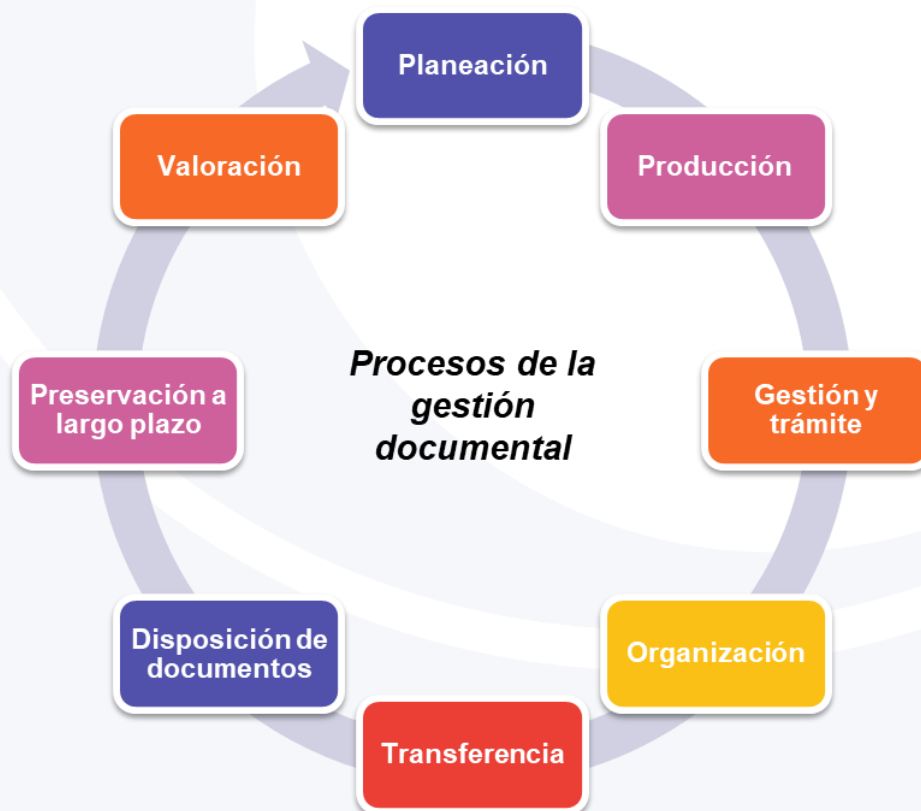 Planeación
Producción
Gestión y
trámite
Organización
Transferencia
Disposición de
documentos
Preservación a
largo plazo
Valoración
Procesos de la
gestión
documental